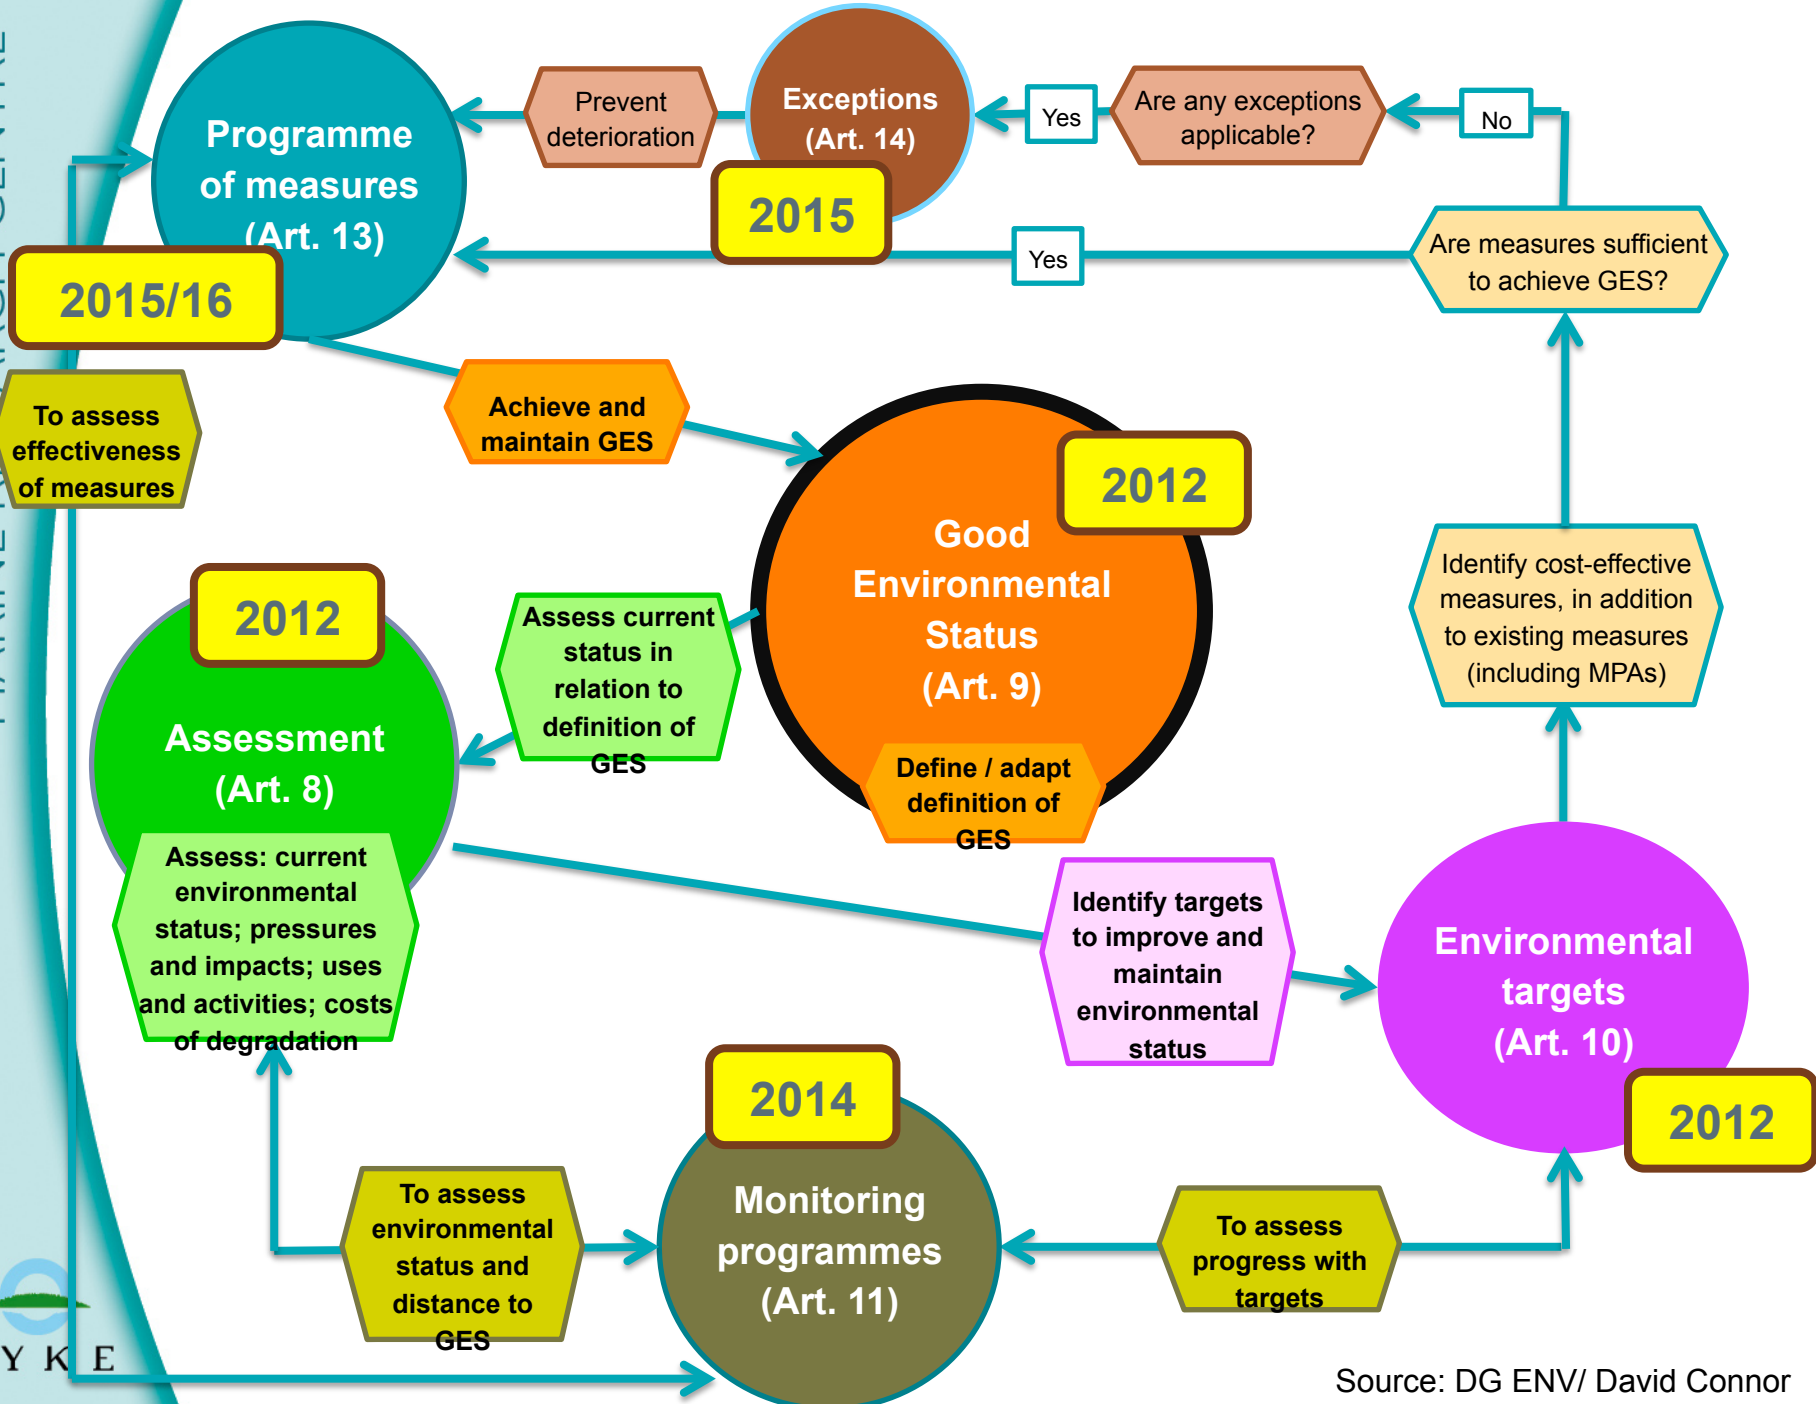 Programme
of measures
(Art. 13)
2015/16
Prevent
deterioration
Exceptions
(Art. 14)
2015
Yes
Are any exceptions
applicable?
No
Yes
Are measures sufficient
to achieve GES?
To assess
effectiveness
of measures
Achieve and
maintain GES
2012
Good
Environmental
Status
(Art. 9)
Define / adapt
definition of
GES
Identify cost-effective
measures, in addition
to existing measures
(including MPAs)
2012
Assessment
(Art. 8)
Assess current
status in
relation to
definition of
GES
Assess: current
environmental
status; pressures
and impacts; uses
and activities; costs
of degradation
Identify targets
to improve and
maintain
environmental
status
Environmental
targets
(Art. 10)
2012
2014
Monitoring
programmes
(Art. 11)
To assess
environmental
status and
distance to
GES
To assess
progress with
targets
Y K E
Source: DG ENV/ David Connor